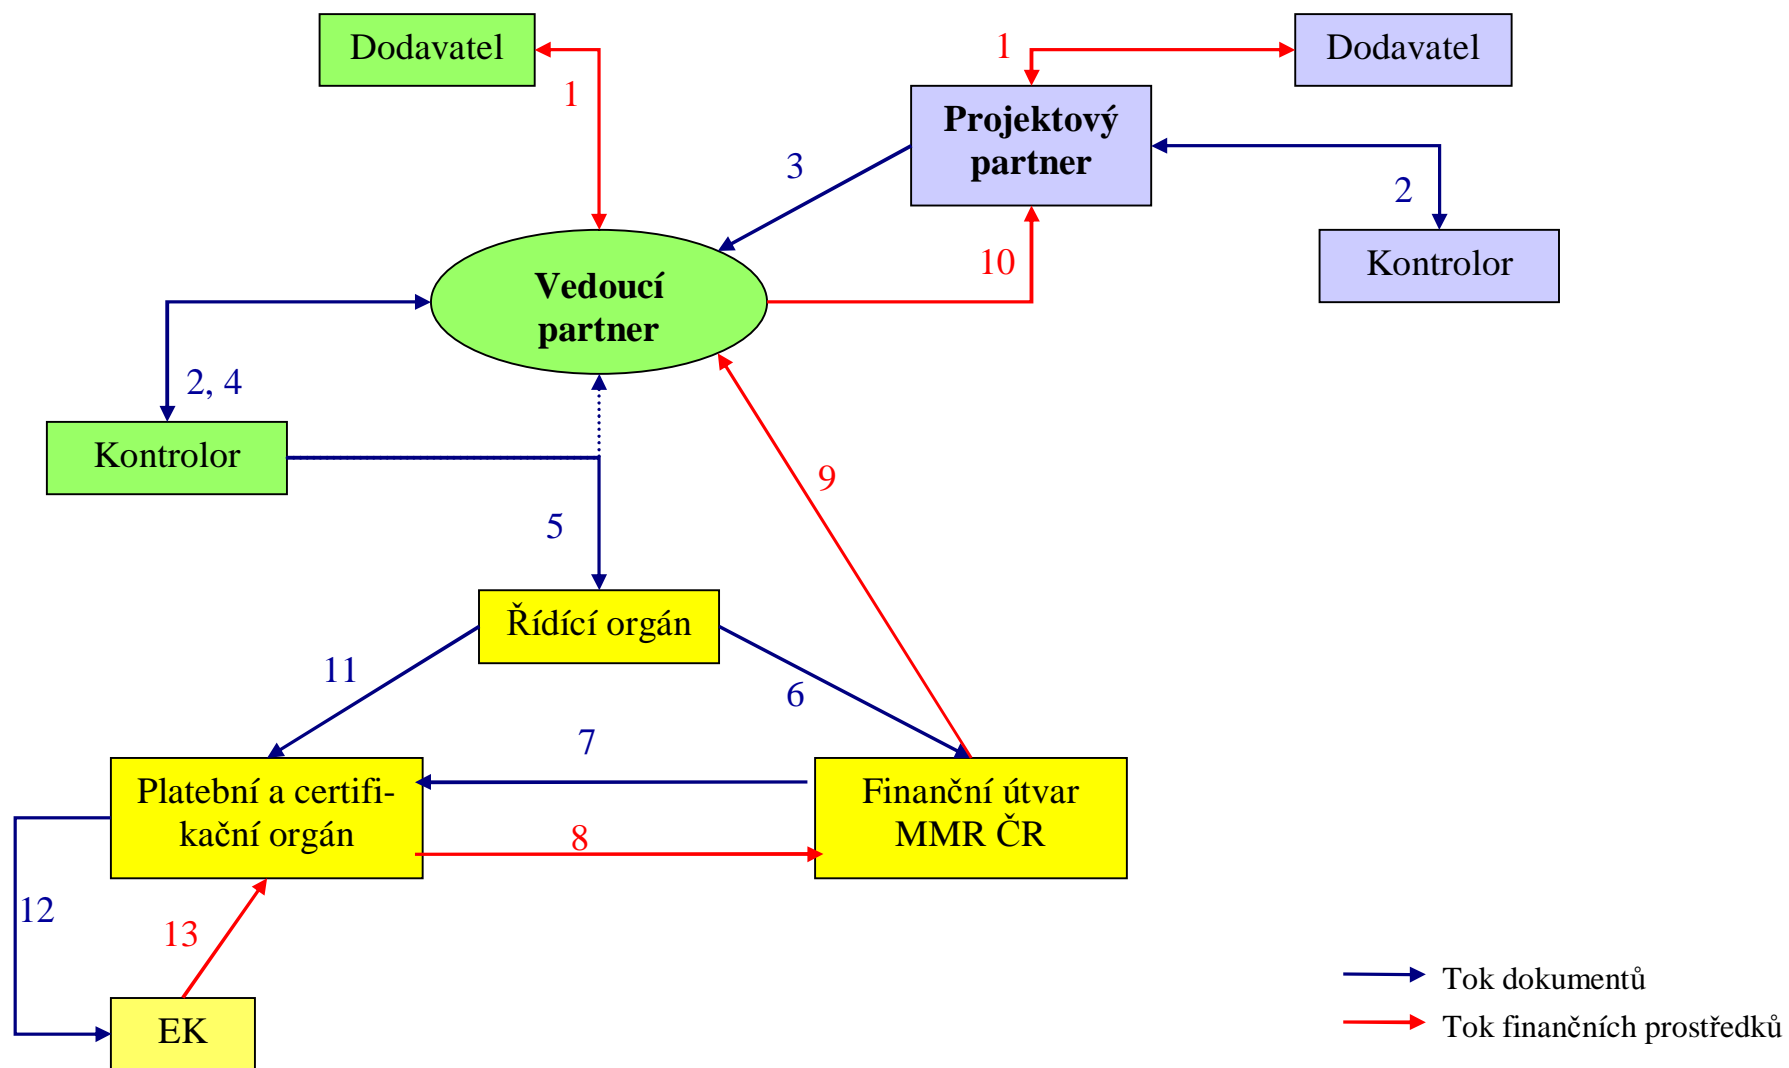 Dodavatel
1
Dodavatel
1
Projektový
partner
3
2
10
Kontrolor
Vedoucí
partner
2, 4
Kontrolor
9
5
Řídící orgán
11
6
7
Platební a certifi-
kační orgán
Finanční útvar
MMR ČR
8
12
13
EK
Tok dokumentů
Tok finančních prostředků